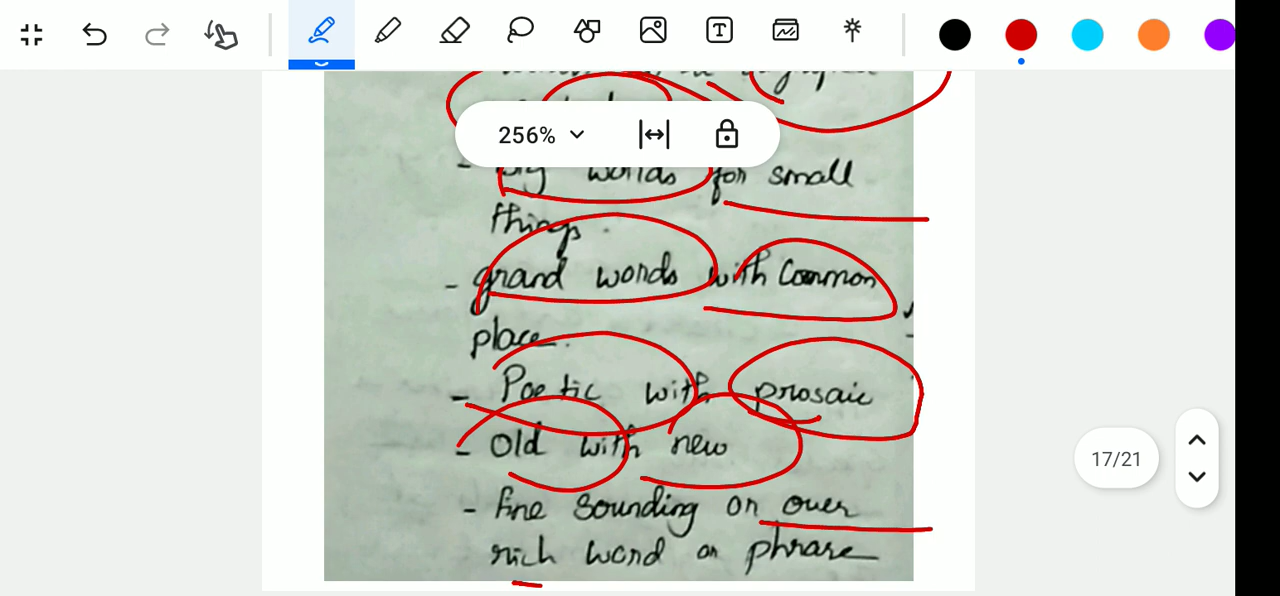 256%
words for small
things.
- grand words with Common
place.
- Poetic with prosaic
- Old with new
- fine sounding or over
rich word or phrase
17/21